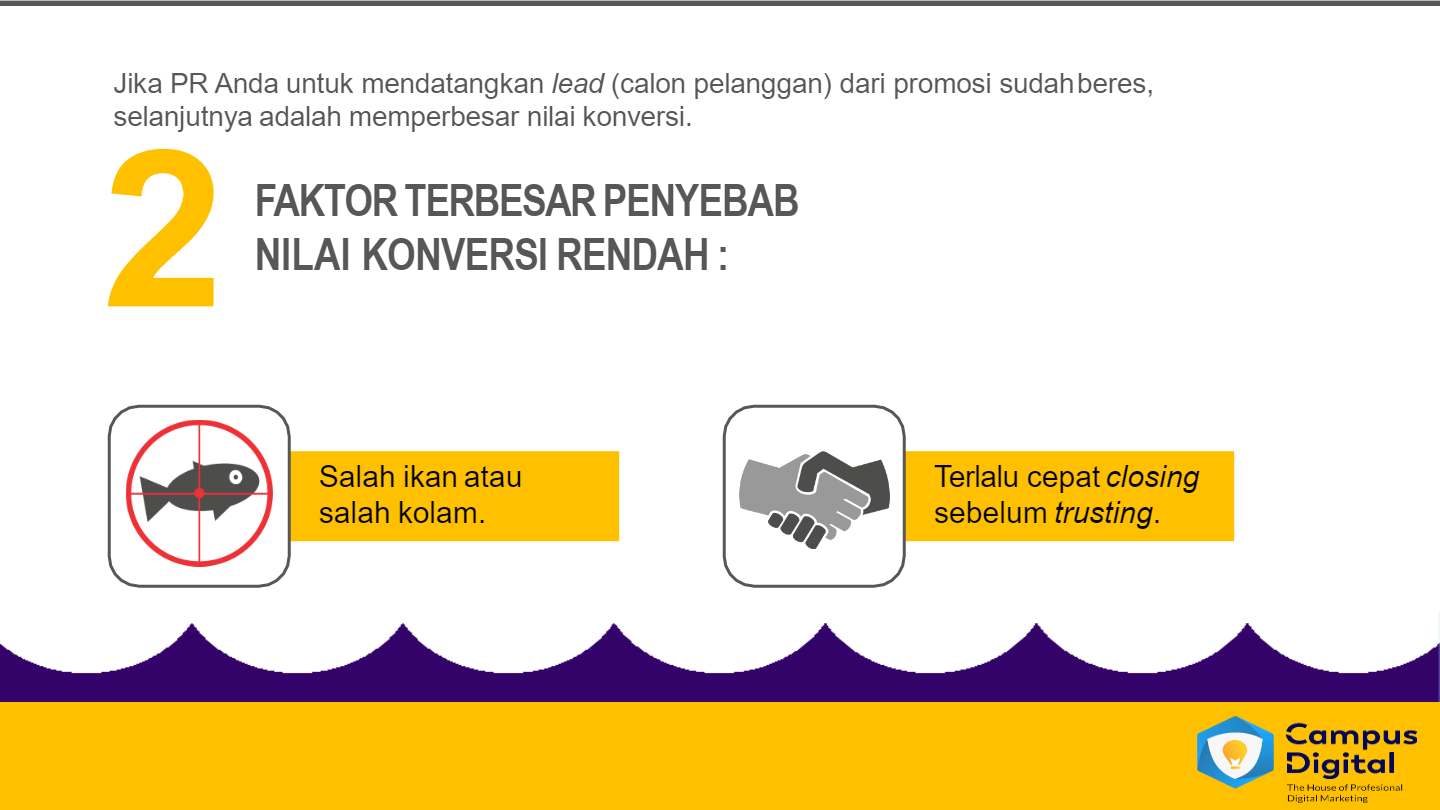 Jika PR Anda untuk mendatangkan lead (calon pelanggan) dari promosi sudah beres,
selanjutnya adalah memperbesar nilai konversi.
2
FAKTOR TERBESAR PENYEBAB
NILAI KONVERSI RENDAH :
Salah ikan atau
salah kolam.
Terlalu cepat closing
sebelum trusting.
Campus
Digital
The House of Profesional
Digital Marketing